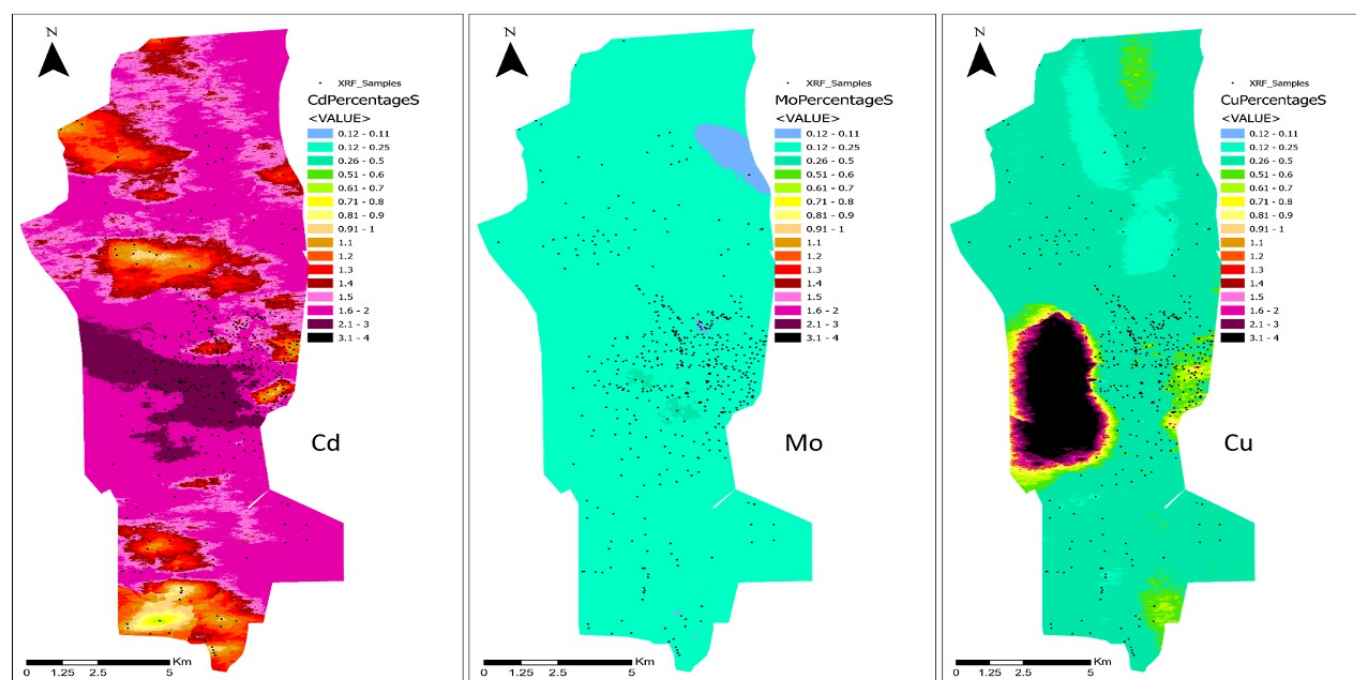 N
XRF_Samples
CdPercentageS
<VALUE>
0.12 - 0.11
0.12 - 0.25
0.26 - 0.5
0.51 - 0.6
0.61 - 0.7
0.71 - 0.8
0.81 - 0.9
0.91 - 1
1.1
1.2
1.3
1.4
1.5
1.6 - 2
2.1 - 3
3.1 - 4
Cd
Km
0 1.25 2.5 5
N
XRF_Samples
MoPercentageS
<VALUE>
0.12 - 0.11
0.12 - 0.25
0.26 - 0.5
0.51 - 0.6
0.61 - 0.7
0.71 - 0.8
0.81 - 0.9
0.91 - 1
1.1
1.2
1.3
1.4
1.5
1.6 - 2
2.1 - 3
3.1 - 4
Mo
Km
0 1.25 2.5 5
N
XRF_Samples
CuPercentageS
<VALUE>
0.12 - 0.11
0.12 - 0.25
0.26 - 0.5
0.51 - 0.6
0.61 - 0.7
0.71 - 0.8
0.81 - 0.9
0.91 - 1
1.1
1.2
1.3
1.4
1.5
1.6 - 2
2.1 - 3
3.1 - 4
Cu
Km
0 1.25 2.5 5